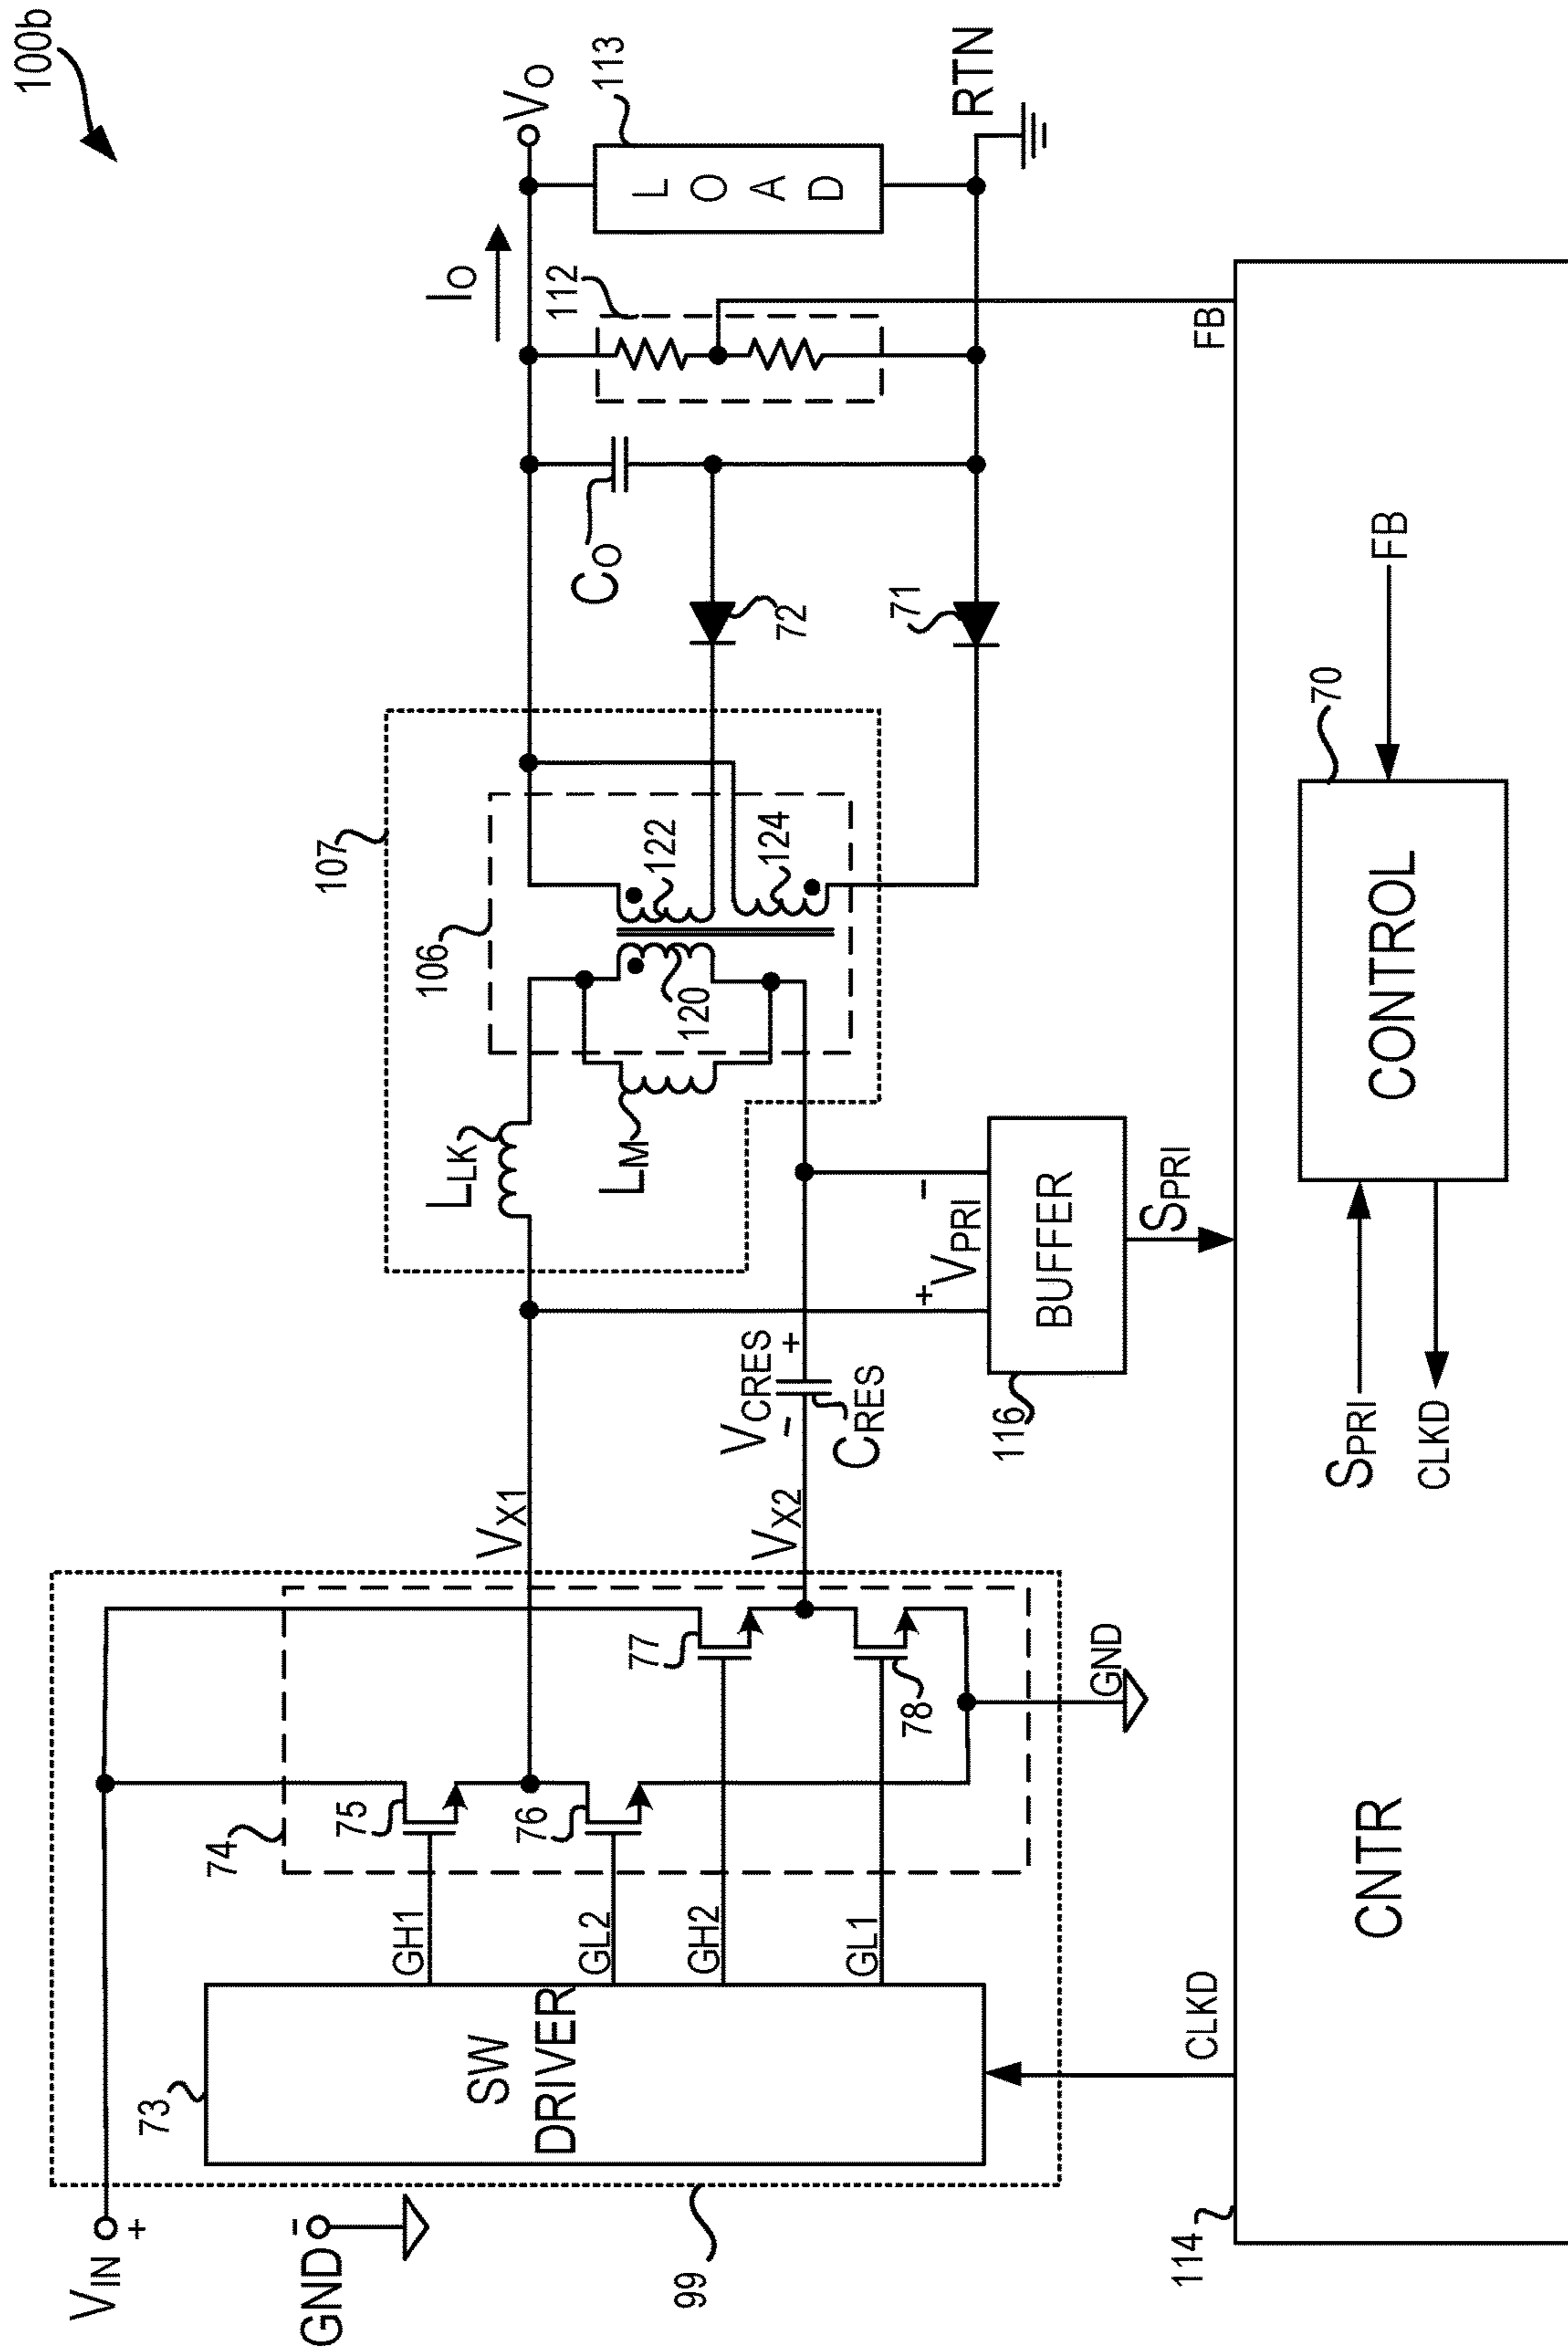 100b
VIN
+
GND
-
99
73
SW
DRIVER
GH1
GL2
GH2
GL1
74
75
76
77
78
GND
VX1
VX2
VCRES
- +
CRES
LLK
LM
107
106
120
122
124
116
+ VPRI -
BUFFER
SPRI
CO
72
71
IO
112
VO
113
LOAD
RTN
FB
CLKD
114
CNTR
70
CONTROL
SPRI
CLKD
FB